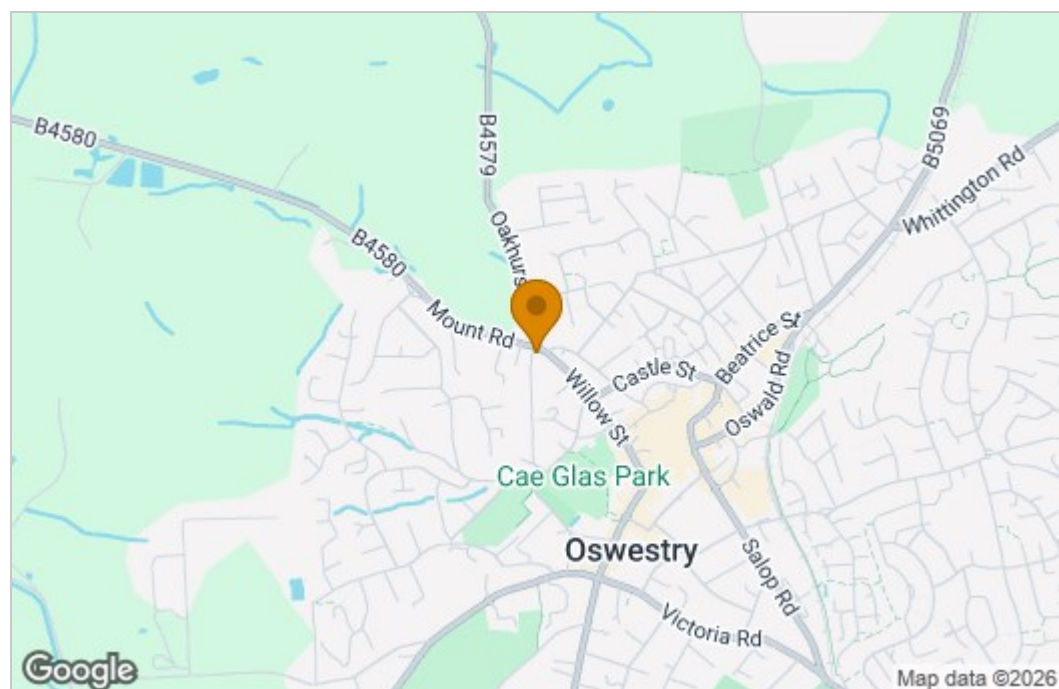 B4580
B4579
B5069
Whittington Rd
Oakhurs
B4580
Mount Rd
Beatrice St
Castle St
Oswald Rd
Willow St
Cae Glas Park
Oswestry
Salop Rd
Victoria Rd
Google
Map data ©2026